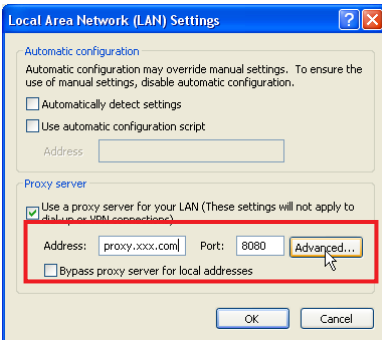 Local Area Network (LAN) Settings
Automatic configuration
Automatic configuration may override manual settings. To ensure the
use of manual settings, disable automatic configuration.
Automatically detect settings
Use automatic configuration script
Address
Proxy server
Use a proxy server for your LAN (These settings will not apply to
dial-up or VPN connections)
Address: proxy.xxx.com Port: 8080 Advanced...
Bypass proxy server for local addresses
OK Cancel